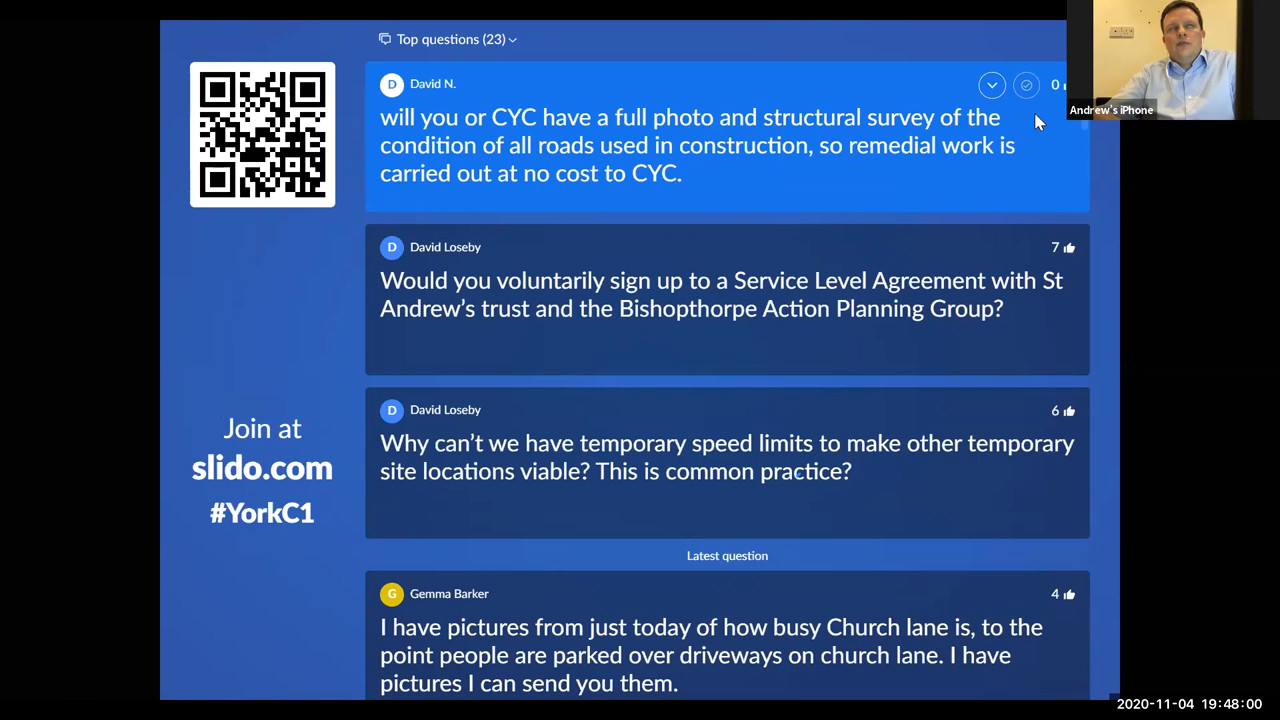 Top questions (23)
D David N.
0
will you or CYC have a full photo and structural survey of the
condition of all roads used in construction, so remedial work is
carried out at no cost to CYC.
Andrew's iPhone
D David Loseby
7
Would you voluntarily sign up to a Service Level Agreement with St
Andrew’s trust and the Bishopthorpe Action Planning Group?
D David Loseby
6
Why can’t we have temporary speed limits to make other temporary
site locations viable? This is common practice?
Join at
slido.com
#YorkC1
Latest question
G Gemma Barker
4
I have pictures from just today of how busy Church lane is, to the
point people are parked over driveways on church lane. I have
pictures I can send you them.
2020-11-04 19:48:00